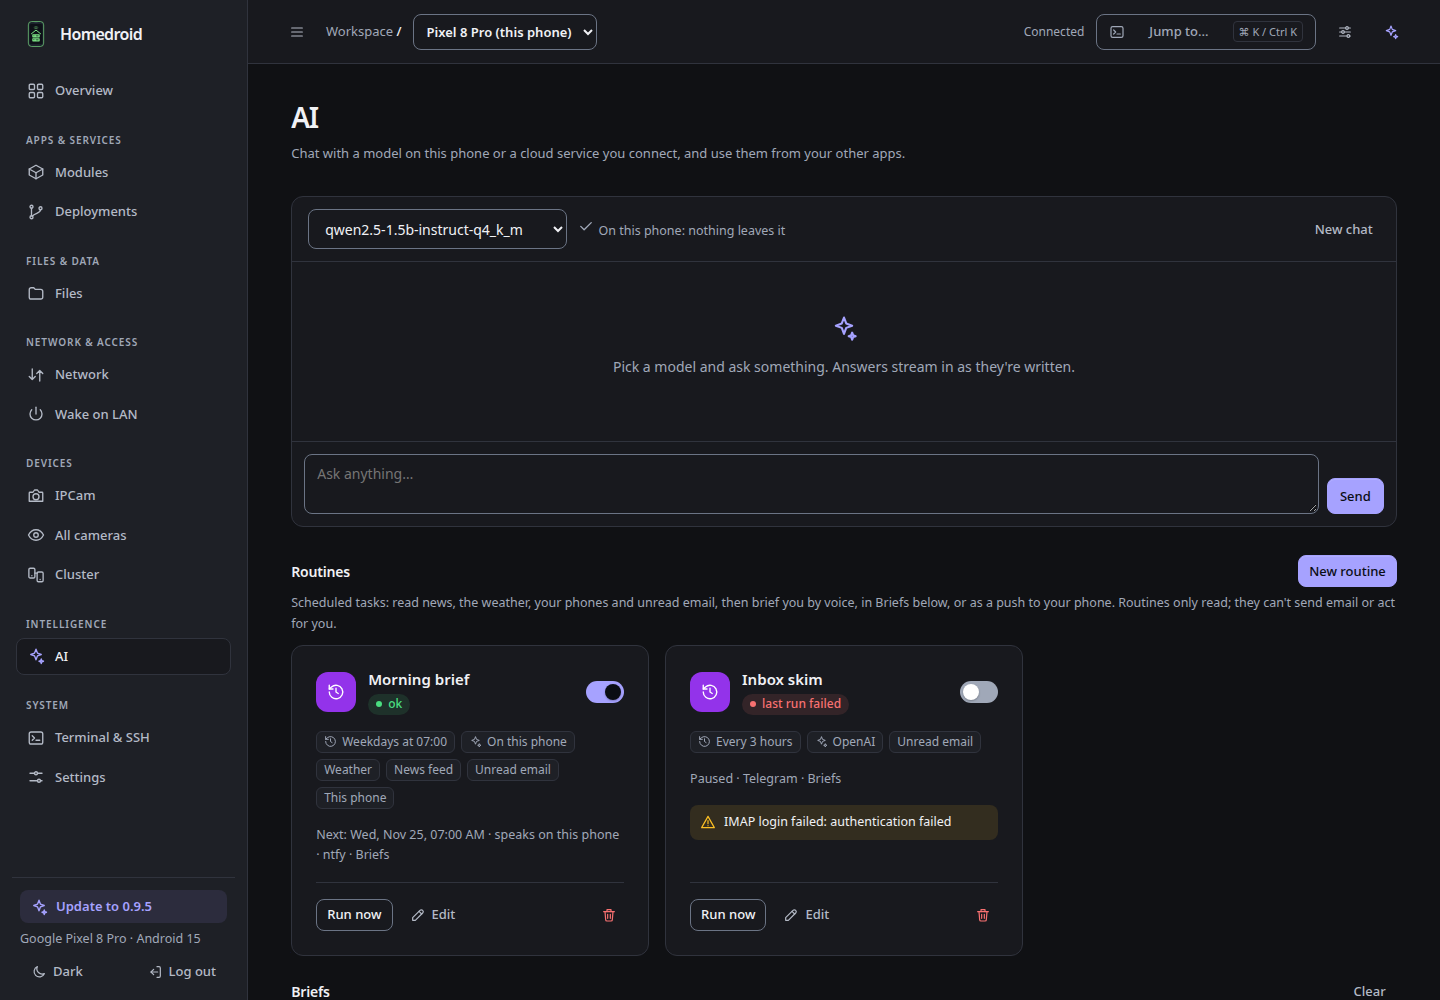 Homedroid
Overview
APPS & SERVICES
Modules
Deployments
FILES & DATA
Files
NETWORK & ACCESS
Network
Wake on LAN
DEVICES
IPCam
All cameras
Cluster
INTELLIGENCE
AI
SYSTEM
Terminal & SSH
Settings
Update to 0.9.5
Google Pixel 8 Pro · Android 15
Dark
Log out
Workspace / Pixel 8 Pro (this phone)
Connected
Jump to... ⌘ K / Ctrl K
AI
Chat with a model on this phone or a cloud service you connect, and use them from your other apps.
qwen2.5-1.5b-instruct-q4_k_m
On this phone: nothing leaves it
New chat
Pick a model and ask something. Answers stream in as they're written.
Ask anything...
Send
Routines
New routine
Scheduled tasks: read news, the weather, your phones and unread email, then brief you by voice, in Briefs below, or as a push to your phone. Routines only read; they can't send email or act
for you.
Morning brief
ok
Weekdays at 07:00
On this phone
Weather
News feed
Unread email
This phone
Next: Wed, Nov 25, 07:00 AM · speaks on this phone
· ntfy · Briefs
Run now
Edit
Inbox skim
last run failed
Every 3 hours
OpenAI
Unread email
Paused · Telegram · Briefs
IMAP login failed: authentication failed
Run now
Edit
Briefs
Clear